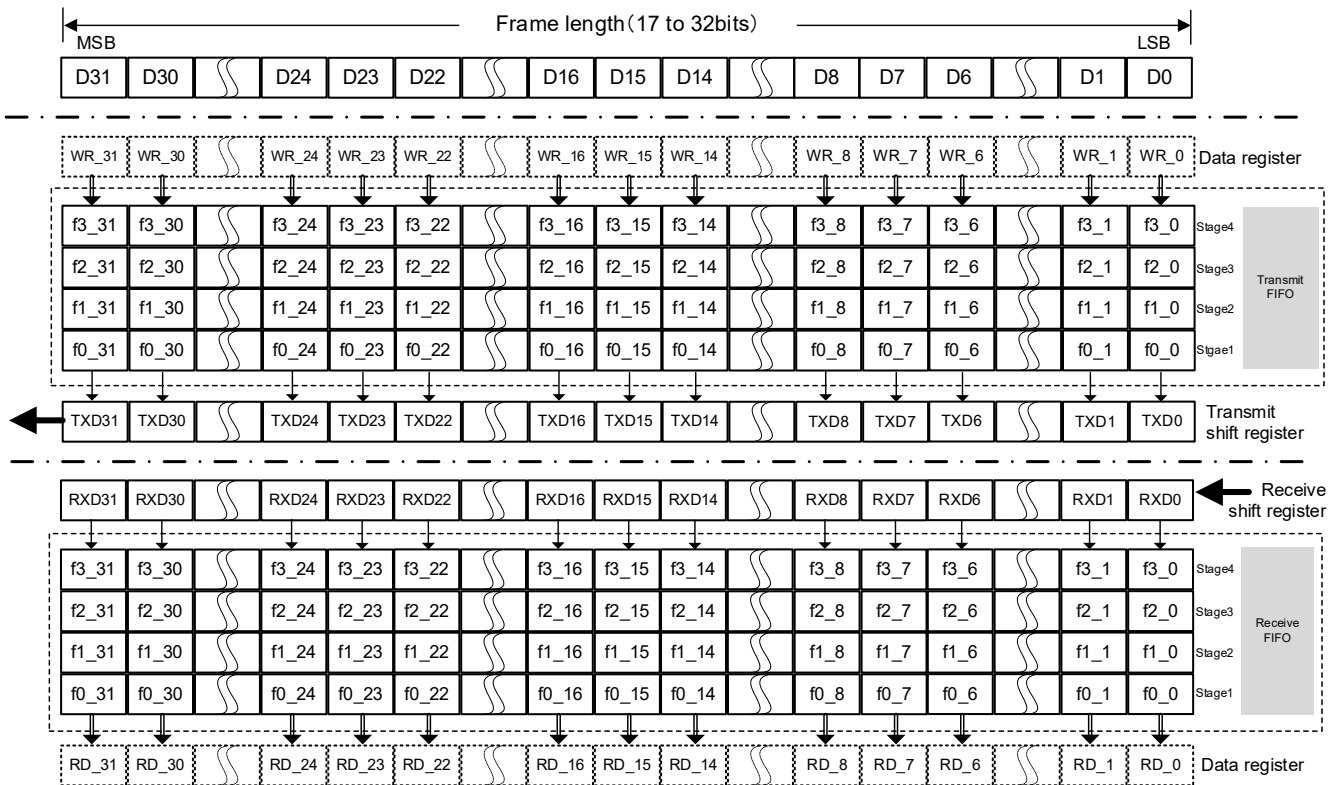 Frame length(17 to 32bits)
MSB LSB
D31 D30 D24 D23 D22 D16 D15 D14 D8 D7 D6 D1 D0
WR_31 WR_30 WR_24 WR_23 WR_22 WR_16 WR_15 WR_14 WR_8 WR_7 WR_6 WR_1 WR_0 Data register
f3_31 f3_30 f3_24 f3_23 f3_22 f3_16 f3_15 f3_14 f3_8 f3_7 f3_6 f3_1 f3_0 Stage4
f2_31 f2_30 f2_24 f2_23 f2_22 f2_16 f2_15 f2_14 f2_8 f2_7 f2_6 f2_1 f2_0 Stage3
Transmit
FIFO
f1_31 f1_30 f1_24 f1_23 f1_22 f1_16 f1_15 f1_14 f1_8 f1_7 f1_6 f1_1 f1_0 Stage2
f0_31 f0_30 f0_24 f0_23 f0_22 f0_16 f0_15 f0_14 f0_8 f0_7 f0_6 f0_1 f0_0 Stgae1
TXD31 TXD30 TXD24 TXD23 TXD22 TXD16 TXD15 TXD14 TXD8 TXD7 TXD6 TXD1 TXD0 Transmit
shift register
RXD31 RXD30 RXD24 RXD23 RXD22 RXD16 RXD15 RXD14 RXD8 RXD7 RXD6 RXD1 RXD0 Receive
shift register
f3_31 f3_30 f3_24 f3_23 f3_22 f3_16 f3_15 f3_14 f3_8 f3_7 f3_6 f3_1 f3_0 Stage4
f2_31 f2_30 f2_24 f2_23 f2_22 f2_16 f2_15 f2_14 f2_8 f2_7 f2_6 f2_1 f2_0 Stage3
Receive
FIFO
f1_31 f1_30 f1_24 f1_23 f1_22 f1_16 f1_15 f1_14 f1_8 f1_7 f1_6 f1_1 f1_0 Stage2
f0_31 f0_30 f0_24 f0_23 f0_22 f0_16 f0_15 f0_14 f0_8 f0_7 f0_6 f0_1 f0_0 Stage1
RD_31 RD_30 RD_24 RD_23 RD_22 RD_16 RD_15 RD_14 RD_8 RD_7 RD_6 RD_1 RD_0 Data register